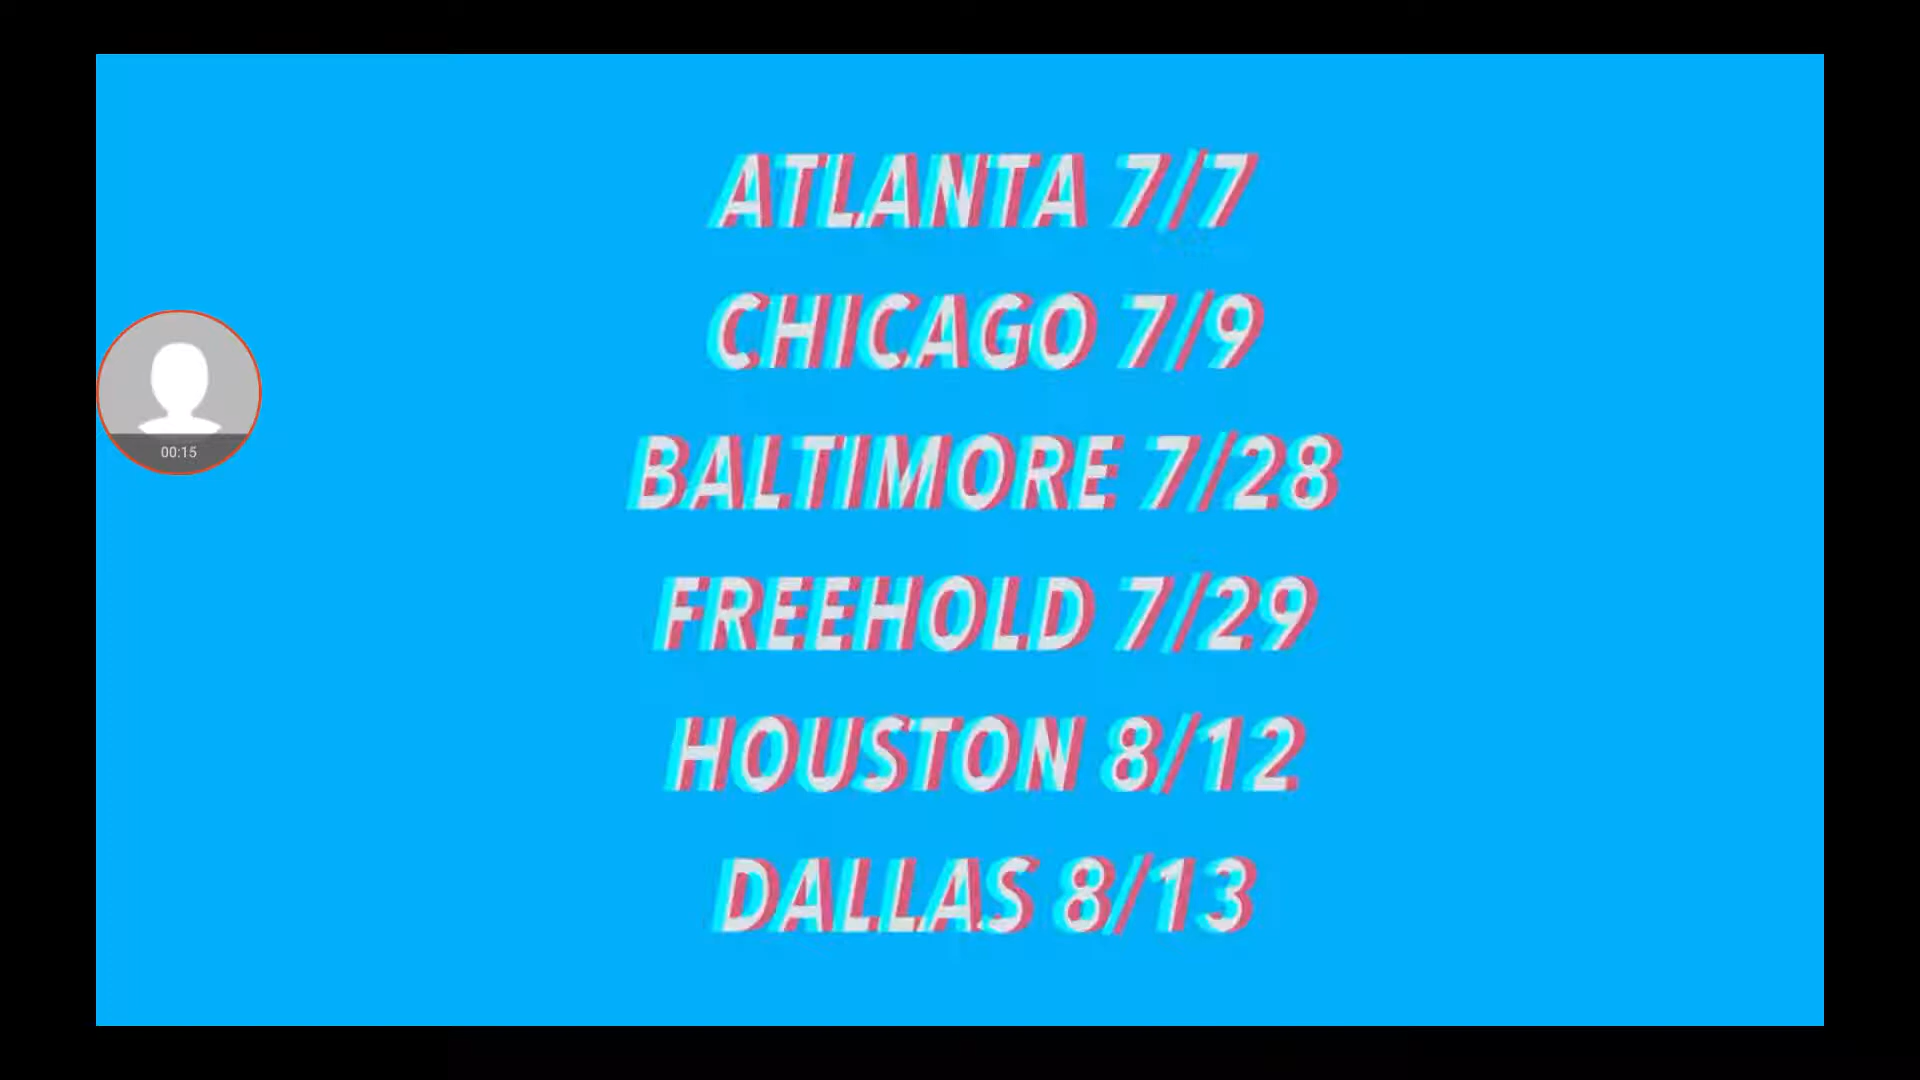 ATLANTA 7/7
CHICAGO 7/9
BALTIMORE 7/28
FREEHOLD 7/29
HOUSTON 8/12
DALLAS 8/13
00:15